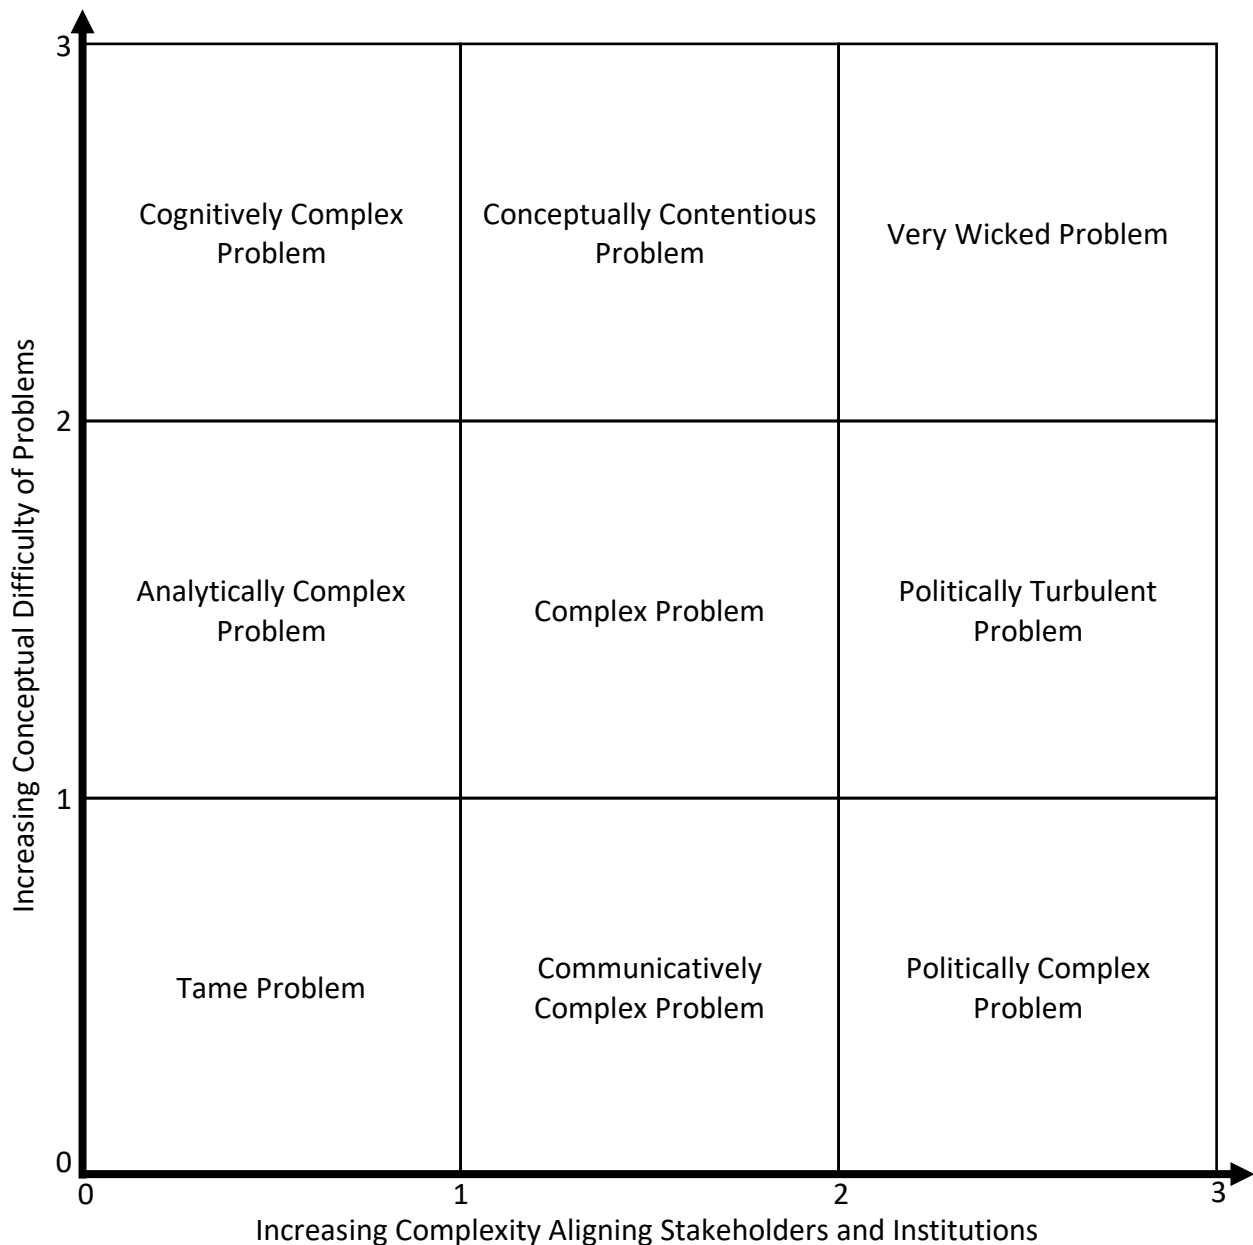 3
Cognitively Complex
Problem
Conceptually Contentious
Problem
Very Wicked Problem
2
Analytically Complex
Problem
Complex Problem
Politically Turbulent
Problem
1
Tame Problem
Communicatively
Complex Problem
Politically Complex
Problem
0
0
1
2
3
Increasing Conceptual Difficulty of Problems
Increasing Complexity Aligning Stakeholders and Institutions